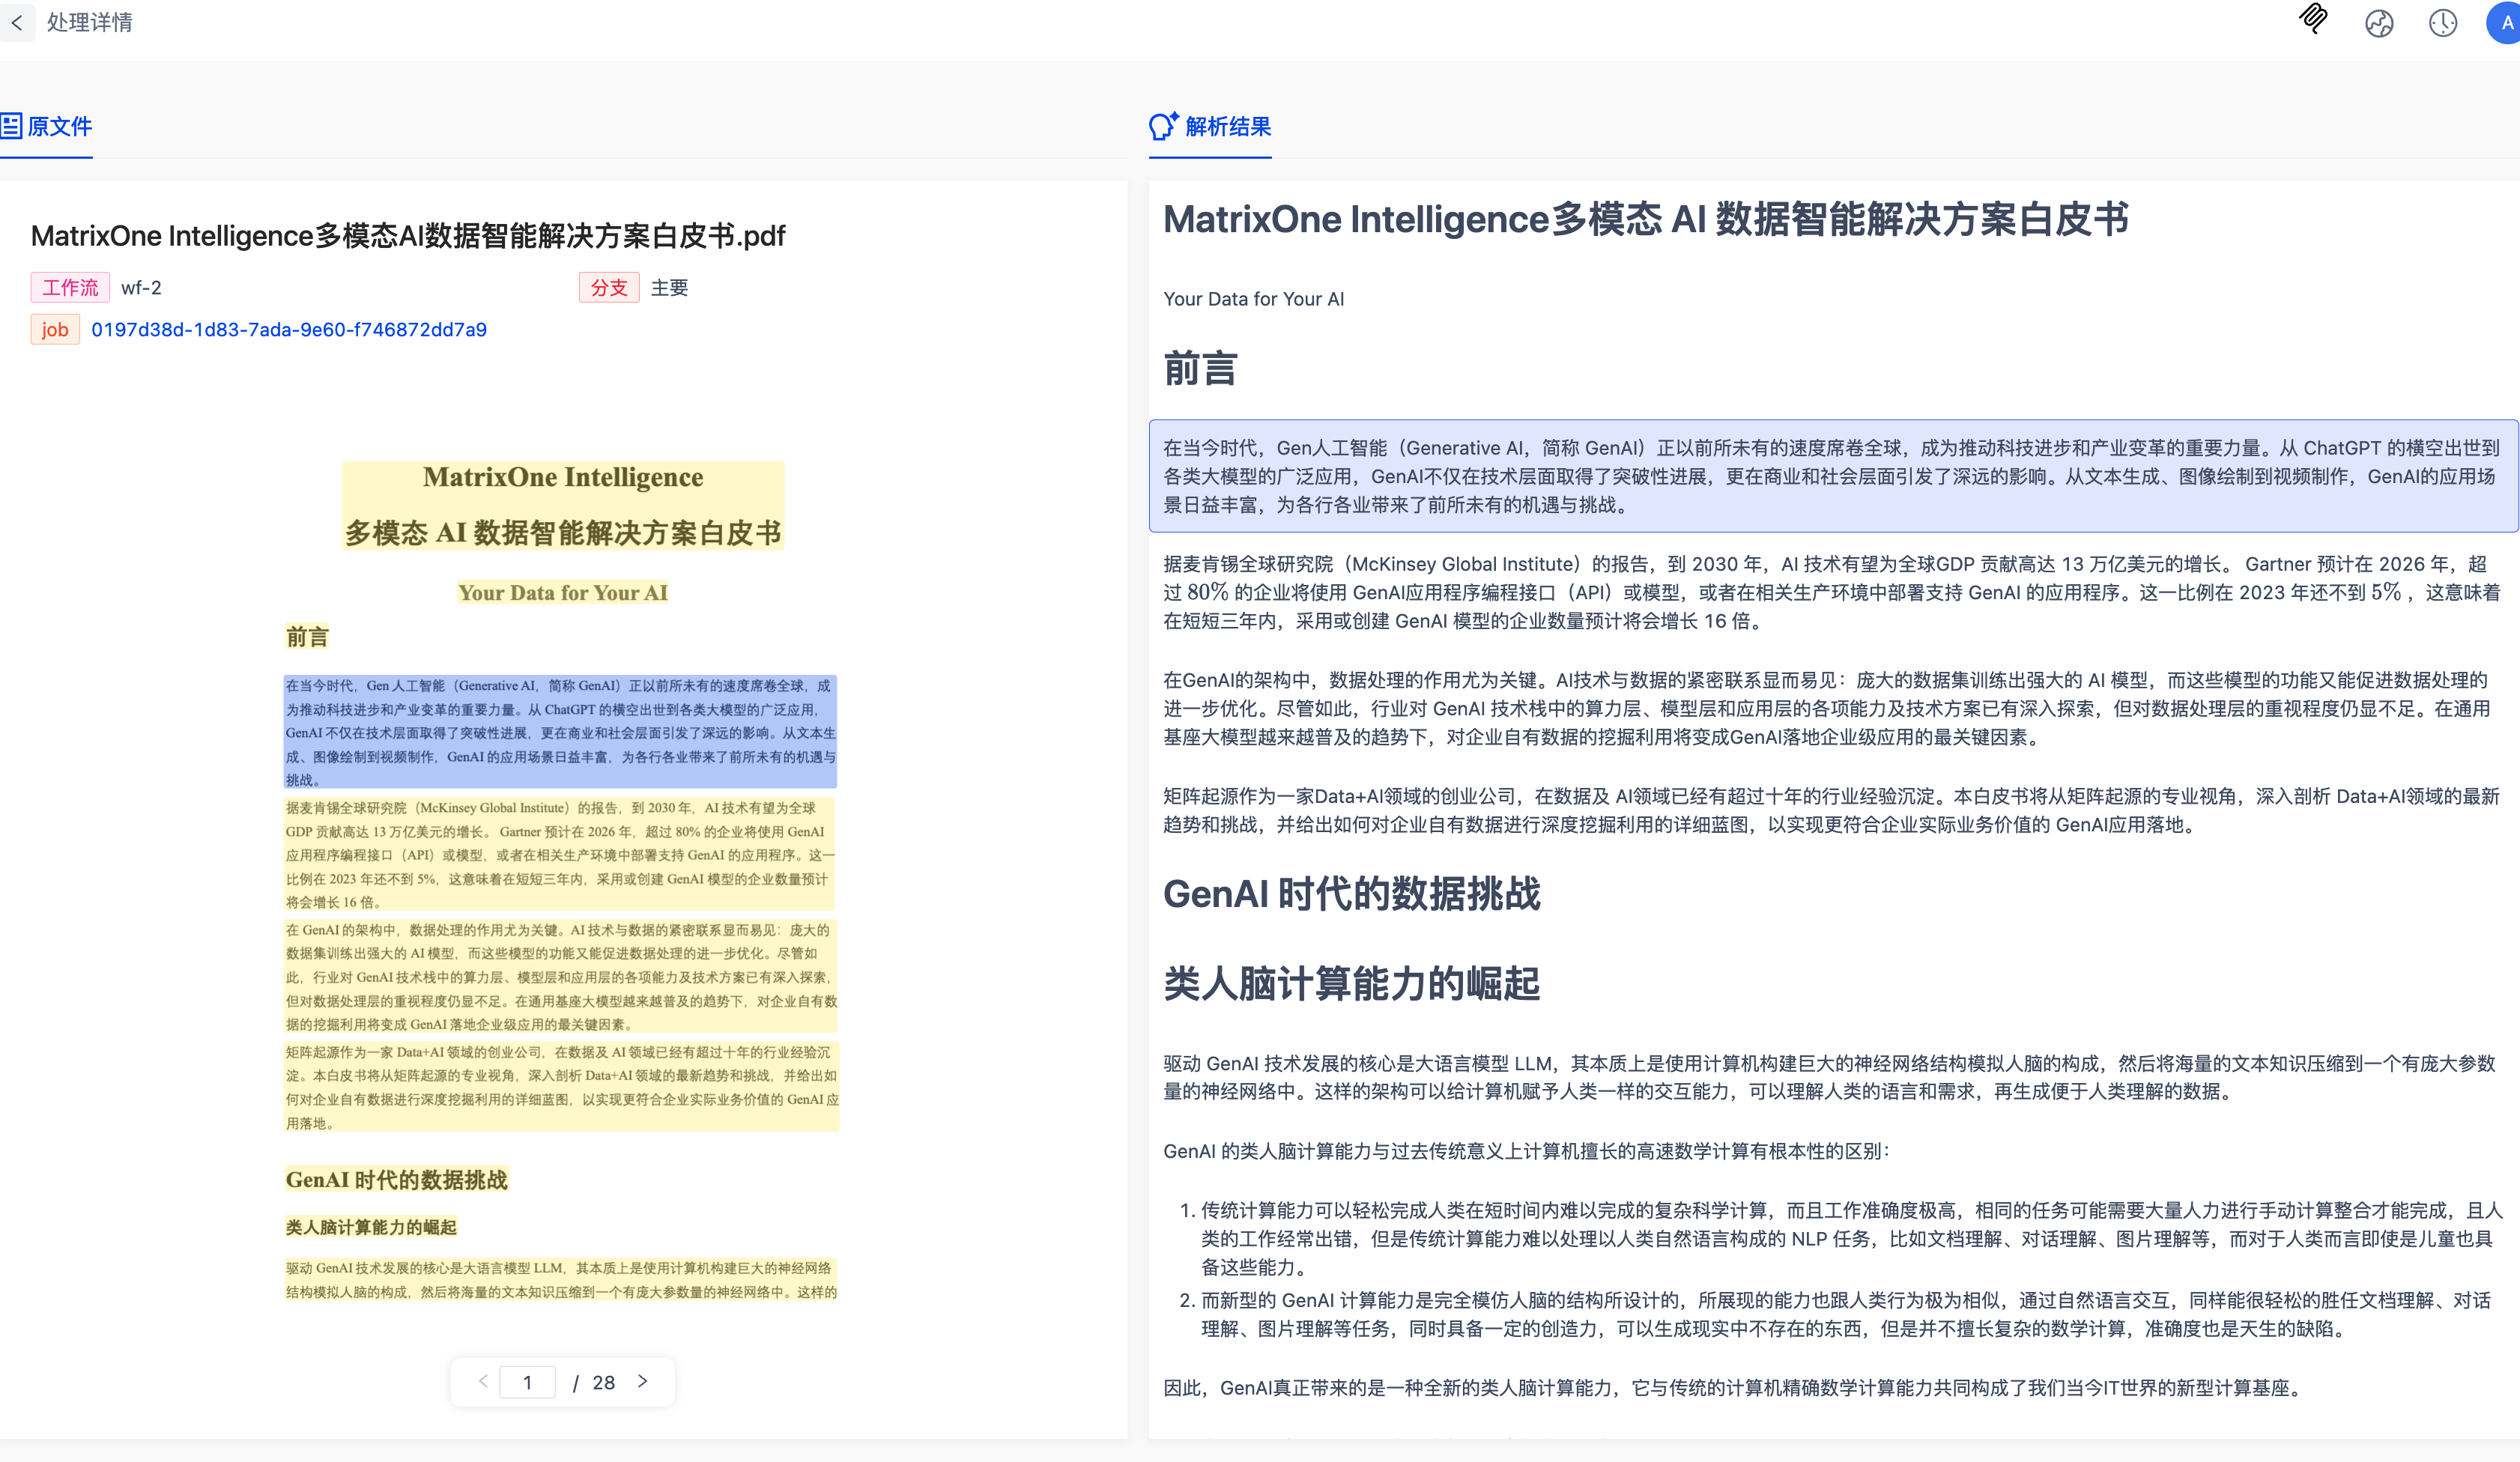 处理详情
A
原文件
MatrixOne Intelligence多模态AI数据智能解决方案白皮书.pdf
工作流 wf-2 分支 主要
job 0197d38d-1d83-7ada-9e60-f746872dd7a9
MatrixOne Intelligence
多模态 AI 数据智能解决方案白皮书
Your Data for Your AI
前言
在当今时代，Gen 人工智能（Generative AI，简称 GenAI）正以前所未有的速度席卷全球，成
为推动科技进步和产业变革的重要力量。从 ChatGPT 的横空出世到各类大模型的广泛应用，
GenAI 不仅在技术层面取得了突破性进展，更在商业和社会层面引发了深远的影响。从文本生
成、图像绘制到视频制作，GenAI 的应用场景日益丰富，为各行各业带来了前所未有的机遇与
挑战。
据麦肯锡全球研究院（McKinsey Global Institute）的报告，到 2030 年，AI 技术有望为全球
GDP 贡献高达 13 万亿美元的增长。 Gartner 预计在 2026 年，超过 80% 的企业将使用 GenAI
应用程序编程接口（API）或模型，或者在相关生产环境中部署支持 GenAI 的应用程序。这一
比例在 2023 年还不到 5%，这意味着在短短三年内，采用或创建 GenAI 模型的企业数量预计
将会增长 16 倍。
在 GenAI 的架构中，数据处理的作用尤为关键。AI 技术与数据的紧密联系显而易见：庞大的
数据集训练出强大的 AI 模型，而这些模型的功能又能促进数据处理的进一步优化。尽管如
此，行业对 GenAI 技术栈中的算力层、模型层和应用层的各项能力及技术方案已有深入探索，
但对数据处理层的重视程度仍显不足。在通用基座大模型越来越普及的趋势下，对企业自有数
据的挖掘利用将变成 GenAI 落地企业级应用的最关键因素。
矩阵起源作为一家 Data+AI 领域的创业公司，在数据及 AI 领域已经有超过十年的行业经验沉
淀。本白皮书将从矩阵起源的专业视角，深入剖析 Data+AI 领域的最新趋势和挑战，并给出如
何对企业自有数据进行深度挖掘利用的详细蓝图，以实现更符合企业实际业务价值的 GenAI 应
用落地。
GenAI 时代的数据挑战
类人脑计算能力的崛起
驱动 GenAI 技术发展的核心是大语言模型 LLM，其本质上是使用计算机构建巨大的神经网络
结构模拟人脑的构成，然后将海量的文本知识压缩到一个有庞大参数量的神经网络中。这样的
1 / 28
解析结果
MatrixOne Intelligence多模态 AI 数据智能解决方案白皮书
Your Data for Your AI
前言
在当今时代，Gen人工智能（Generative AI，简称 GenAI）正以前所未有的速度席卷全球，成为推动科技进步和产业变革的重要力量。从 ChatGPT 的横空出世到
各类大模型的广泛应用，GenAI不仅在技术层面取得了突破性进展，更在商业和社会层面引发了深远的影响。从文本生成、图像绘制到视频制作，GenAI的应用场
景日益丰富，为各行各业带来了前所未有的机遇与挑战。
据麦肯锡全球研究院（McKinsey Global Institute）的报告，到 2030 年，AI 技术有望为全球GDP 贡献高达 13 万亿美元的增长。 Gartner 预计在 2026 年，超
过 80% 的企业将使用 GenAI应用程序编程接口（API）或模型，或者在相关生产环境中部署支持 GenAI 的应用程序。这一比例在 2023 年还不到 5% ，这意味着
在短短三年内，采用或创建 GenAI 模型的企业数量预计将会增长 16 倍。
在GenAI的架构中，数据处理的作用尤为关键。AI技术与数据的紧密联系显而易见：庞大的数据集训练出强大的 AI 模型，而这些模型的功能又能促进数据处理的
进一步优化。尽管如此，行业对 GenAI 技术栈中的算力层、模型层和应用层的各项能力及技术方案已有深入探索，但对数据处理层的重视程度仍显不足。在通用
基座大模型越来越普及的趋势下，对企业自有数据的挖掘利用将变成GenAI落地企业级应用的最关键因素。
矩阵起源作为一家Data+AI领域的创业公司，在数据及 AI领域已经有超过十年的行业经验沉淀。本白皮书将从矩阵起源的专业视角，深入剖析 Data+AI领域的最新
趋势和挑战，并给出如何对企业自有数据进行深度挖掘利用的详细蓝图，以实现更符合企业实际业务价值的 GenAI应用落地。
GenAI 时代的数据挑战
类人脑计算能力的崛起
驱动 GenAI 技术发展的核心是大语言模型 LLM，其本质上是使用计算机构建巨大的神经网络结构模拟人脑的构成，然后将海量的文本知识压缩到一个有庞大参数
量的神经网络中。这样的架构可以给计算机赋予人类一样的交互能力，可以理解人类的语言和需求，再生成便于人类理解的数据。
GenAI 的类人脑计算能力与过去传统意义上计算机擅长的高速数学计算有根本性的区别：
1. 传统计算能力可以轻松完成人类在短时间内难以完成的复杂科学计算，而且工作准确度极高，相同的任务可能需要大量人力进行手动计算整合才能完成，且人
类的工作经常出错，但是传统计算能力难以处理以人类自然语言构成的 NLP 任务，比如文档理解、对话理解、图片理解等，而对于人类而言即使是儿童也具
备这些能力。
2. 而新型的 GenAI 计算能力是完全模仿人脑的结构所设计的，所展现的能力也跟人类行为极为相似，通过自然语言交互，同样能很轻松的胜任文档理解、对话
理解、图片理解等任务，同时具备一定的创造力，可以生成现实中不存在的东西，但是并不擅长复杂的数学计算，准确度也是天生的缺陷。
因此，GenAI真正带来的是一种全新的类人脑计算能力，它与传统的计算机精确数学计算能力共同构成了我们当今IT世界的新型计算基座。